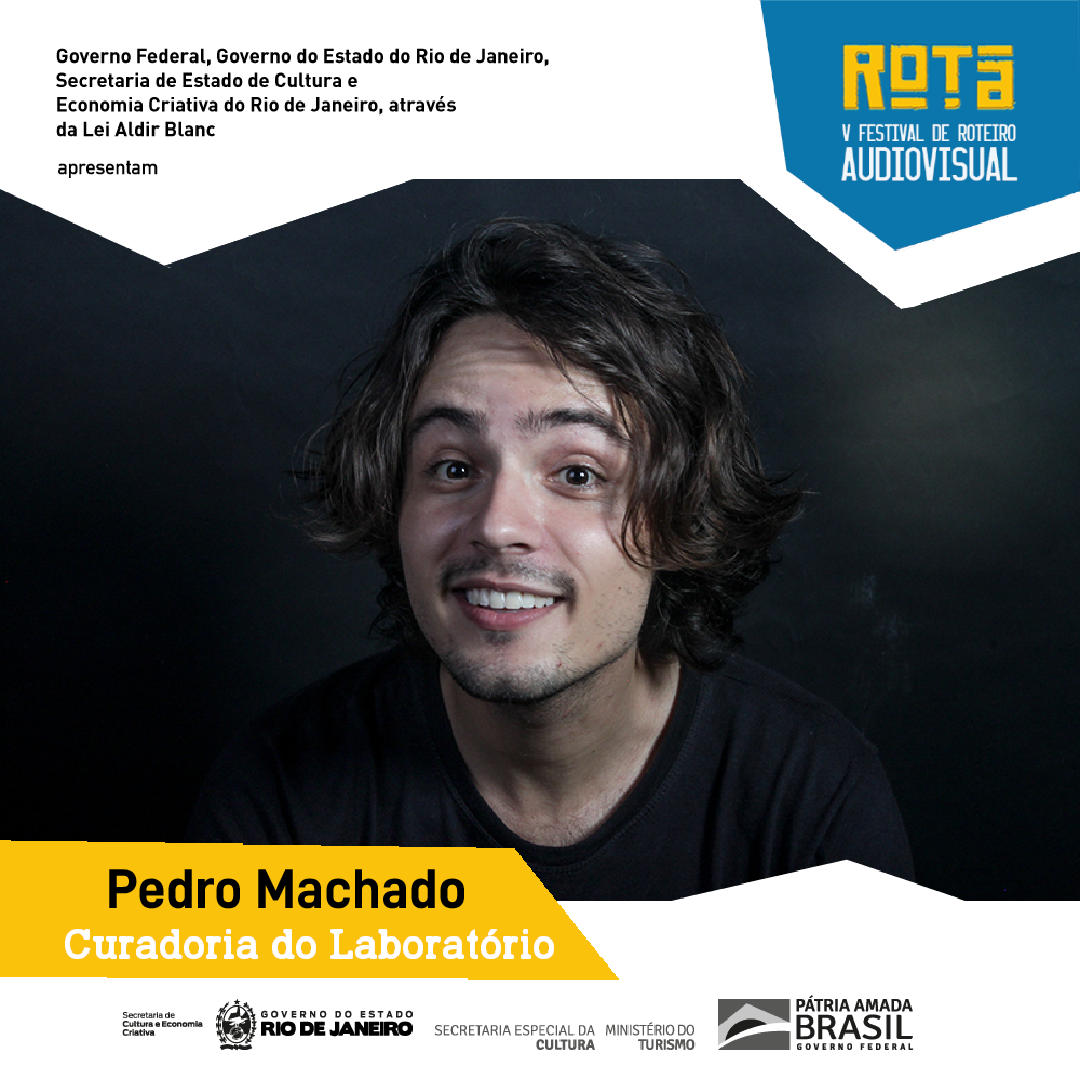 Governo Federal, Governo do Estado do Rio de Janeiro,
Secretaria de Estado de Cultura e
Economia Criativa do Rio de Janeiro, através
da Lei Aldir Blanc
apresentam
ROTA
V FESTIVAL DE ROTEIRO
AUDIOVISUAL
Pedro Machado
Curadoria do Laboratório
Secretaria de
Cultura e Economia
Criativa
GOVERNO DO ESTADO
RIO DE JANEIRO
SECRETARIA ESPECIAL DA
CULTURA
MINISTÉRIO DO
TURISMO
PÁTRIA AMADA
BRASIL
GOVERNO FEDERAL